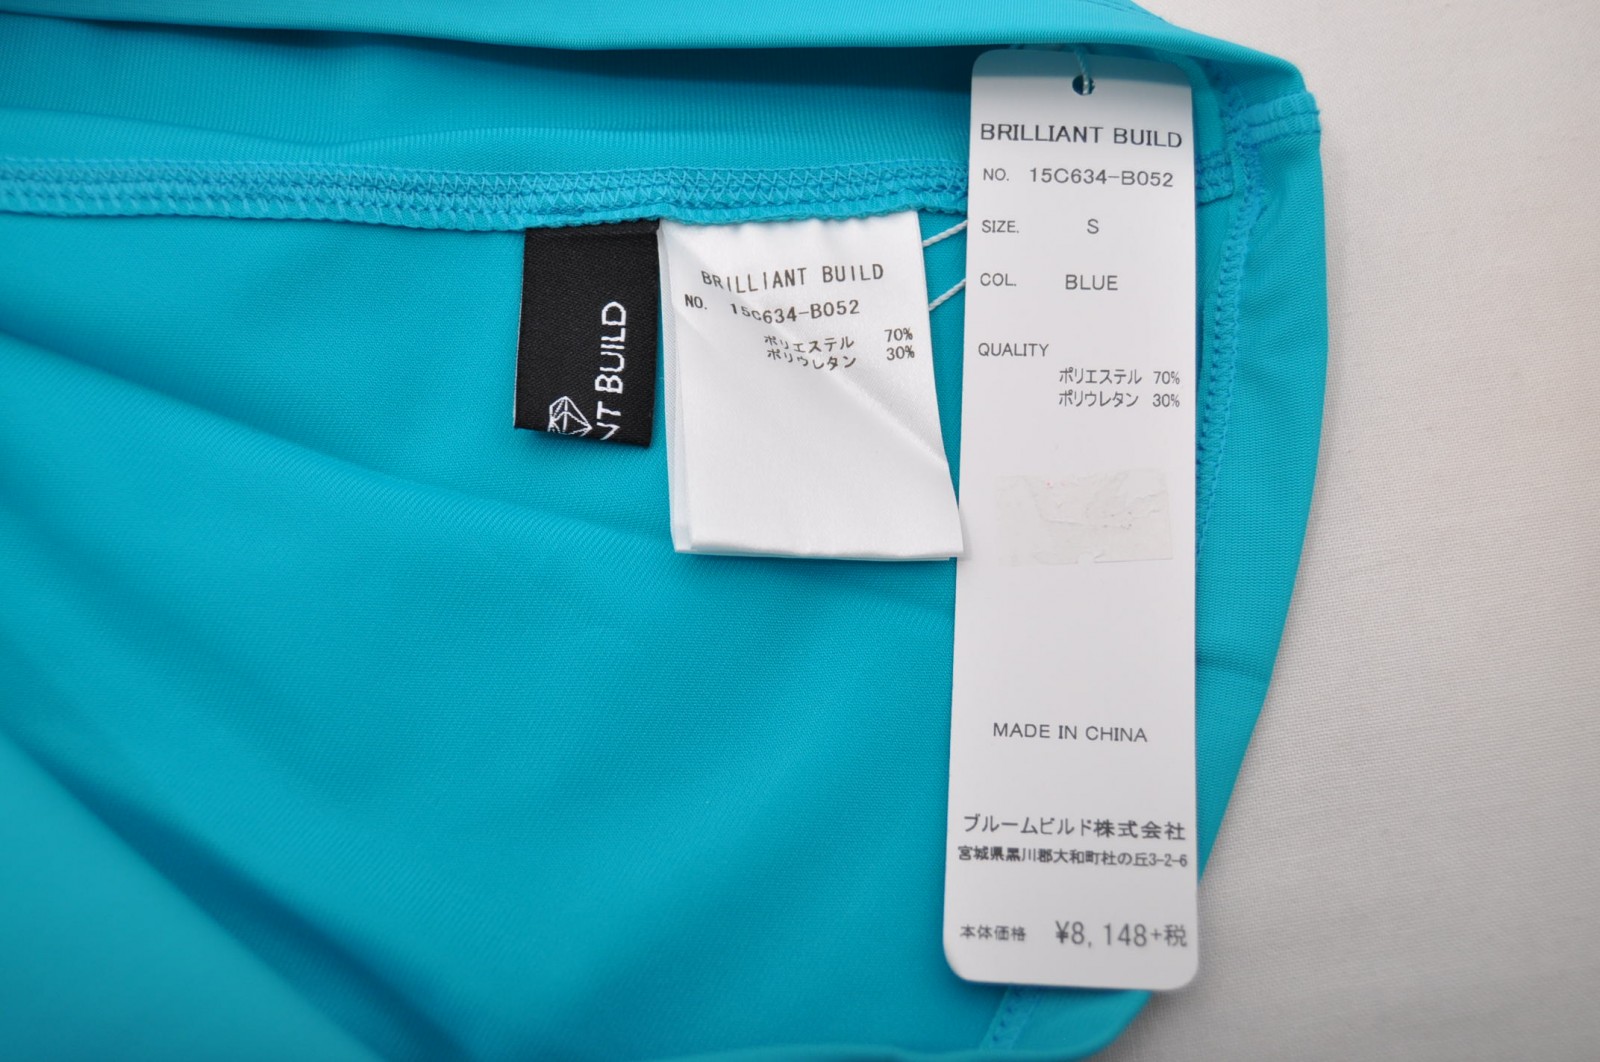 NT BUILD
BRILLIANT BUILD
NO. 15C634-B052
ポリエステル 70%
ポリウレタン 30%
BRILLIANT BUILD
NO. 15C634-B052
SIZE. S
COL. BLUE
QUALITY
ポリエステル 70%
ポリウレタン 30%
MADE IN CHINA
ブルームビルド株式会社
宮城県黒川郡大和町杜の丘3-2-6
本体価格 ¥8,148+税